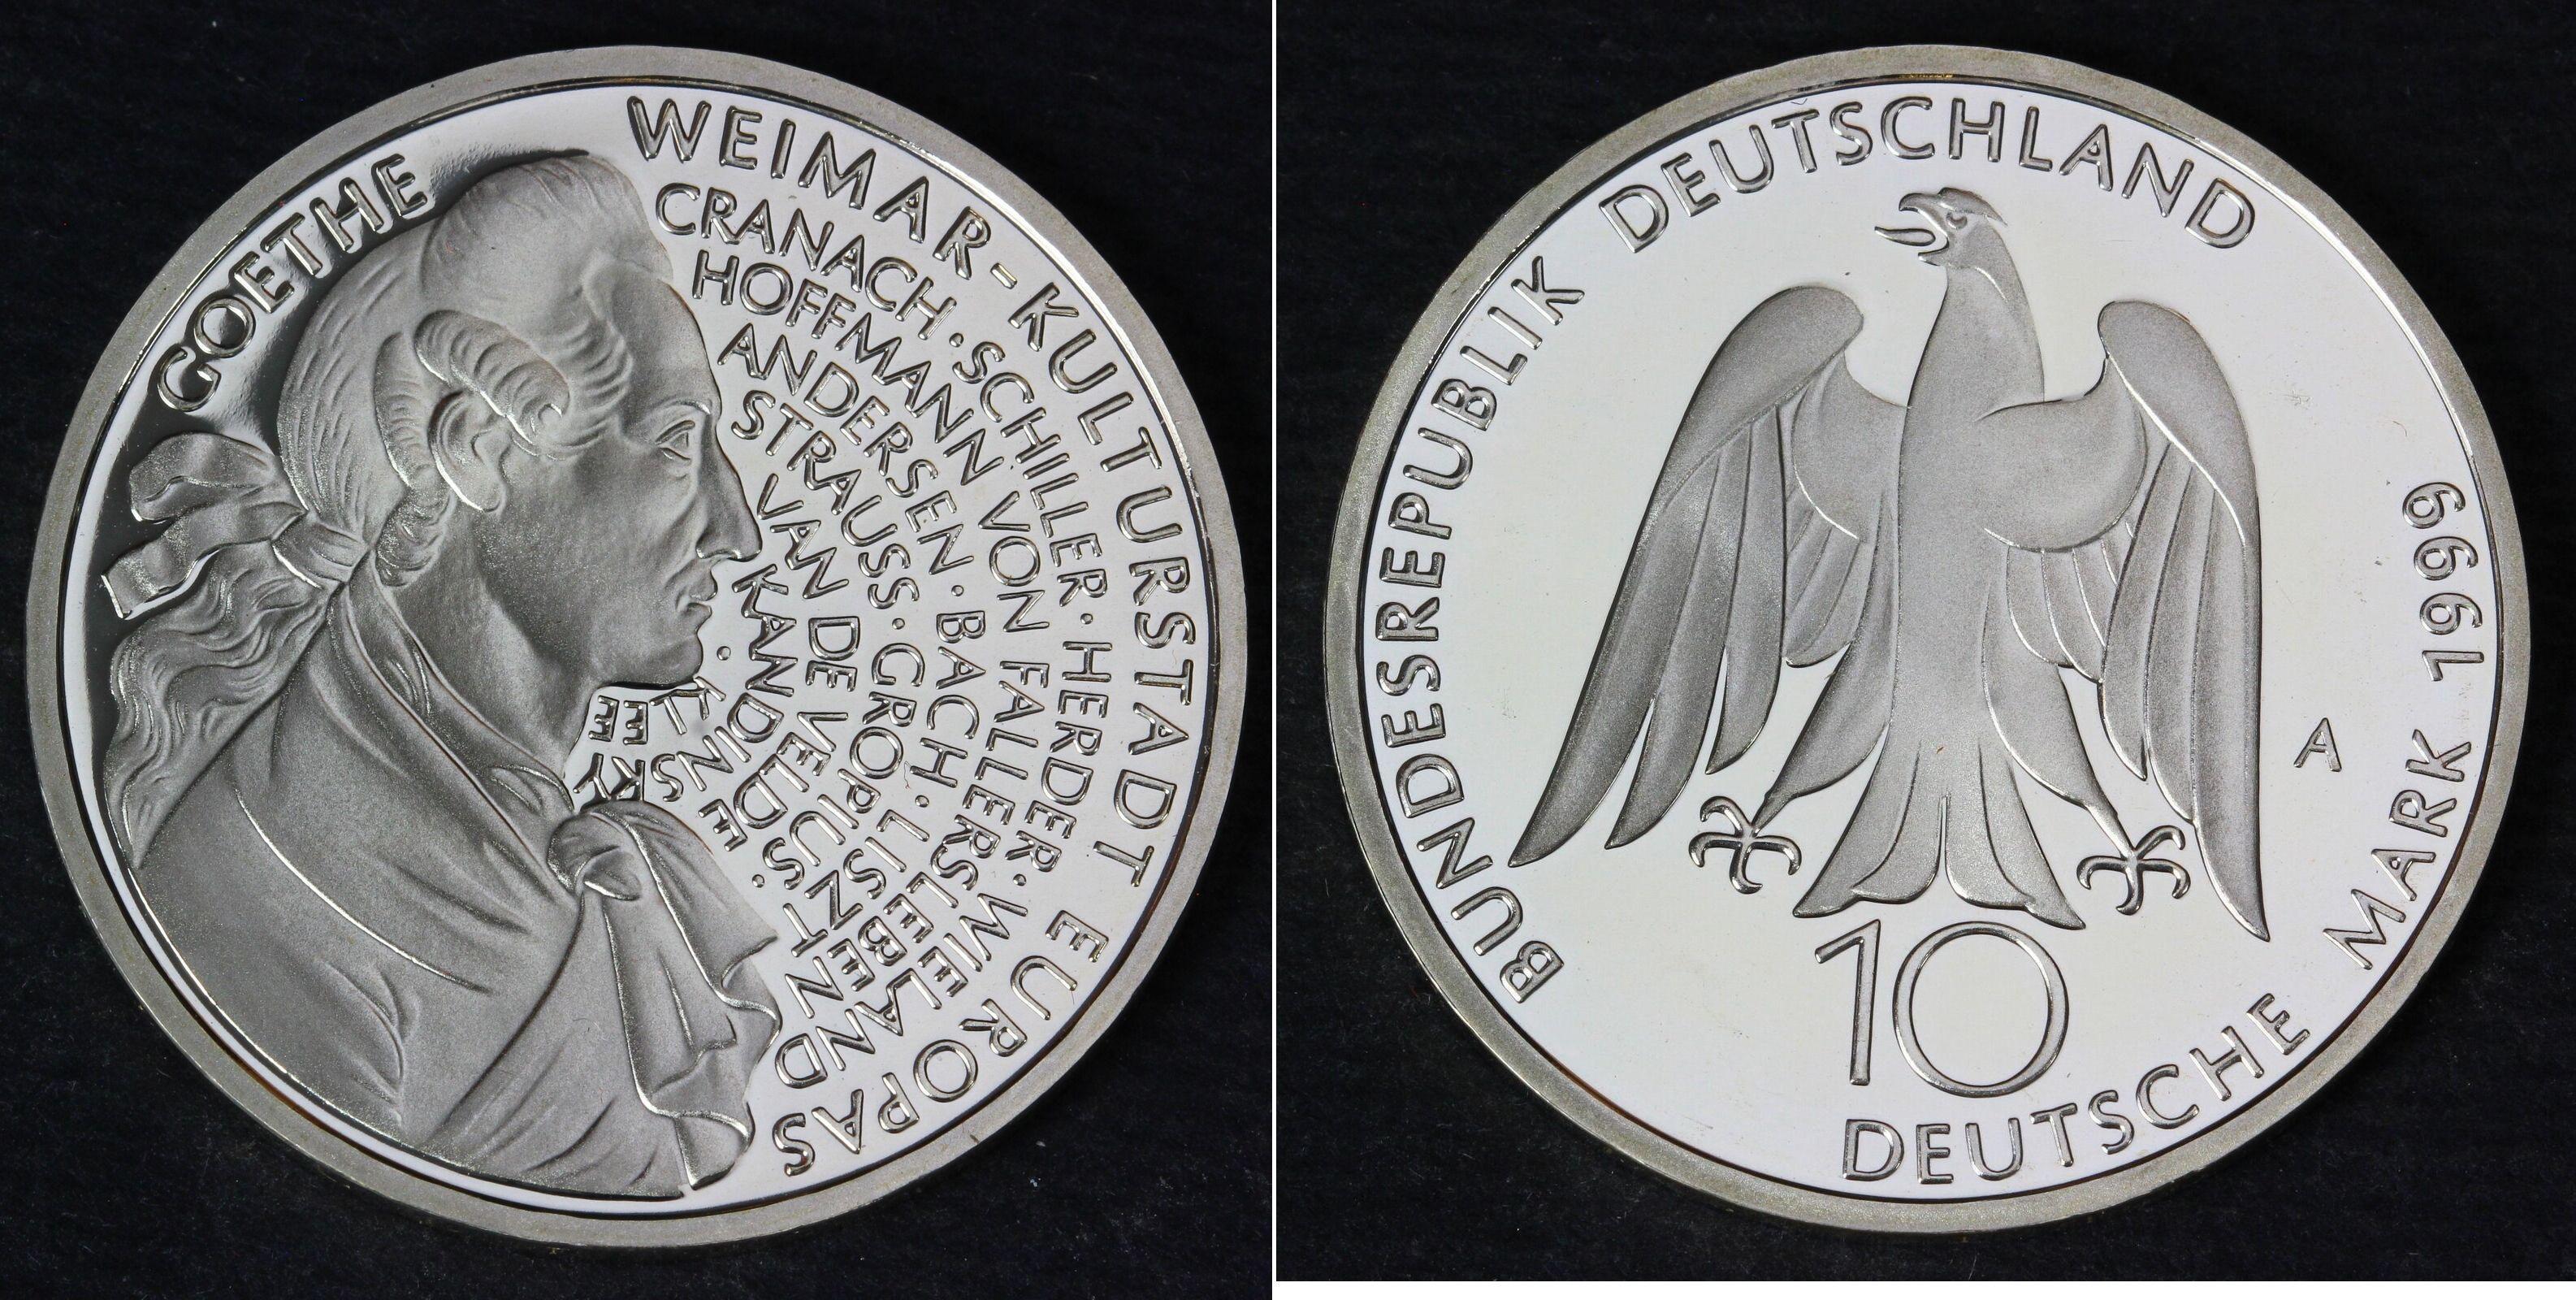 GOETHE
WEIMAR-KULTURSTADT EUROPAS
CRANACH·SCHILLER·HERDER·WIELAND
HOFFMANN VON FALLERSLEBEN
ANDERSEN·BACH·LISZT
STRAUSS·GROPIUS·
VAN DE VELDE
KANDINSKY
·KLEE
BUNDESREPUBLIK DEUTSCHLAND
A
10
DEUTSCHE MARK 1999